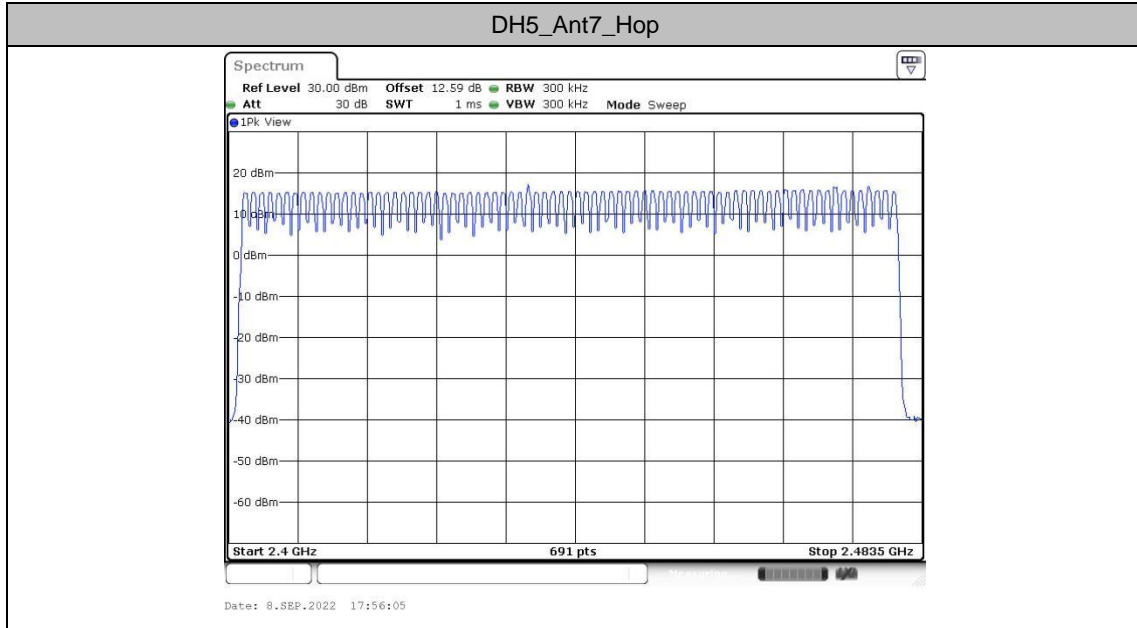 DH5_Ant7_Hop
Spectrum
Ref Level 30.00 dBm Offset 12.59 dB RBW 300 kHz
Att 30 dB SWT 1 ms VBW 300 kHz Mode Sweep
1Pk View
20 dBm
10 dBm
0 dBm
-10 dBm
-20 dBm
-30 dBm
-40 dBm
-50 dBm
-60 dBm
Start 2.4 GHz 691 pts Stop 2.4835 GHz
Date: 8.SEP.2022 17:56:05